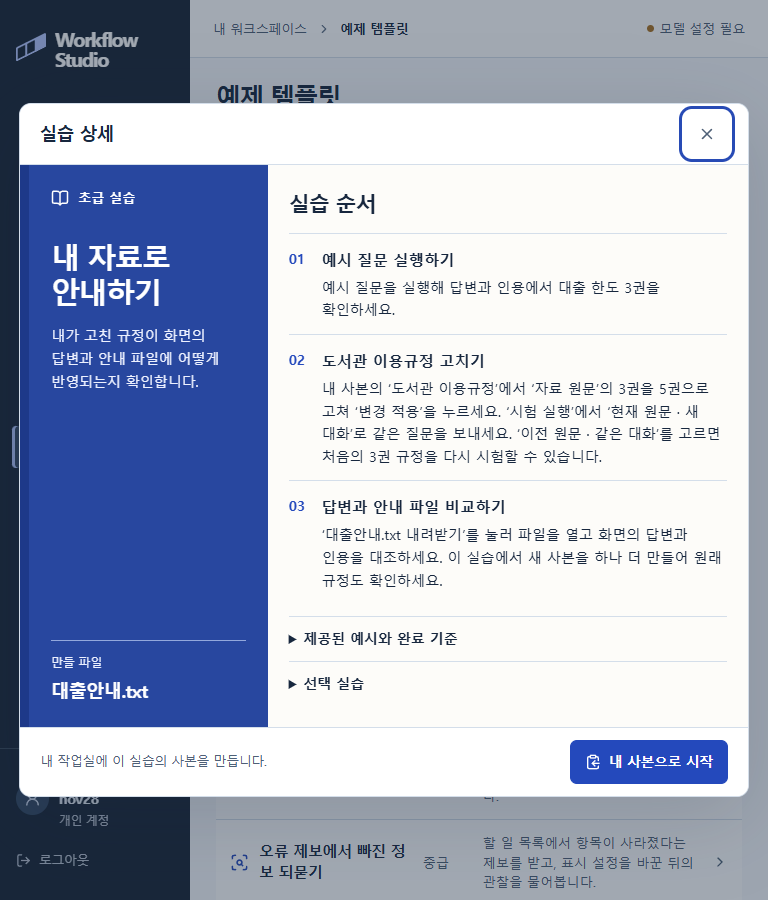 Workflow
Studio
내 워크스페이스 > 예제 템플릿
모델 설정 필요
예제 템플릿
실습 상세
초급 실습
내 자료로
안내하기
내가 고친 규정이 화면의
답변과 안내 파일에 어떻게
반영되는지 확인합니다.
만들 파일
대출안내.txt
실습 순서
01 예시 질문 실행하기
예시 질문을 실행해 답변과 인용에서 대출 한도 3권을
확인하세요.
02 도서관 이용규정 고치기
내 사본의 ‘도서관 이용규정’에서 ‘자료 원문’의 3권을 5권으로
고쳐 ‘변경 적용’을 누르세요. ‘시험 실행’에서 ‘현재 원문 · 새
대화’로 같은 질문을 보내세요. ‘이전 원문 · 같은 대화’를 고르면
처음의 3권 규정을 다시 시험할 수 있습니다.
03 답변과 안내 파일 비교하기
‘대출안내.txt 내려받기’를 눌러 파일을 열고 화면의 답변과
인용을 대조하세요. 이 실습에서 새 사본을 하나 더 만들어 원래
규정도 확인하세요.
제공된 예시와 완료 기준
선택 실습
내 작업실에 이 실습의 사본을 만듭니다.
내 사본으로 시작
nov28
개인 계정
로그아웃
오류 제보에서 빠진 정
보 되묻기
중급
할 일 목록에서 항목이 사라졌다는
제보를 받고, 표시 설정을 바꾼 뒤의
관찰을 물어봅니다.